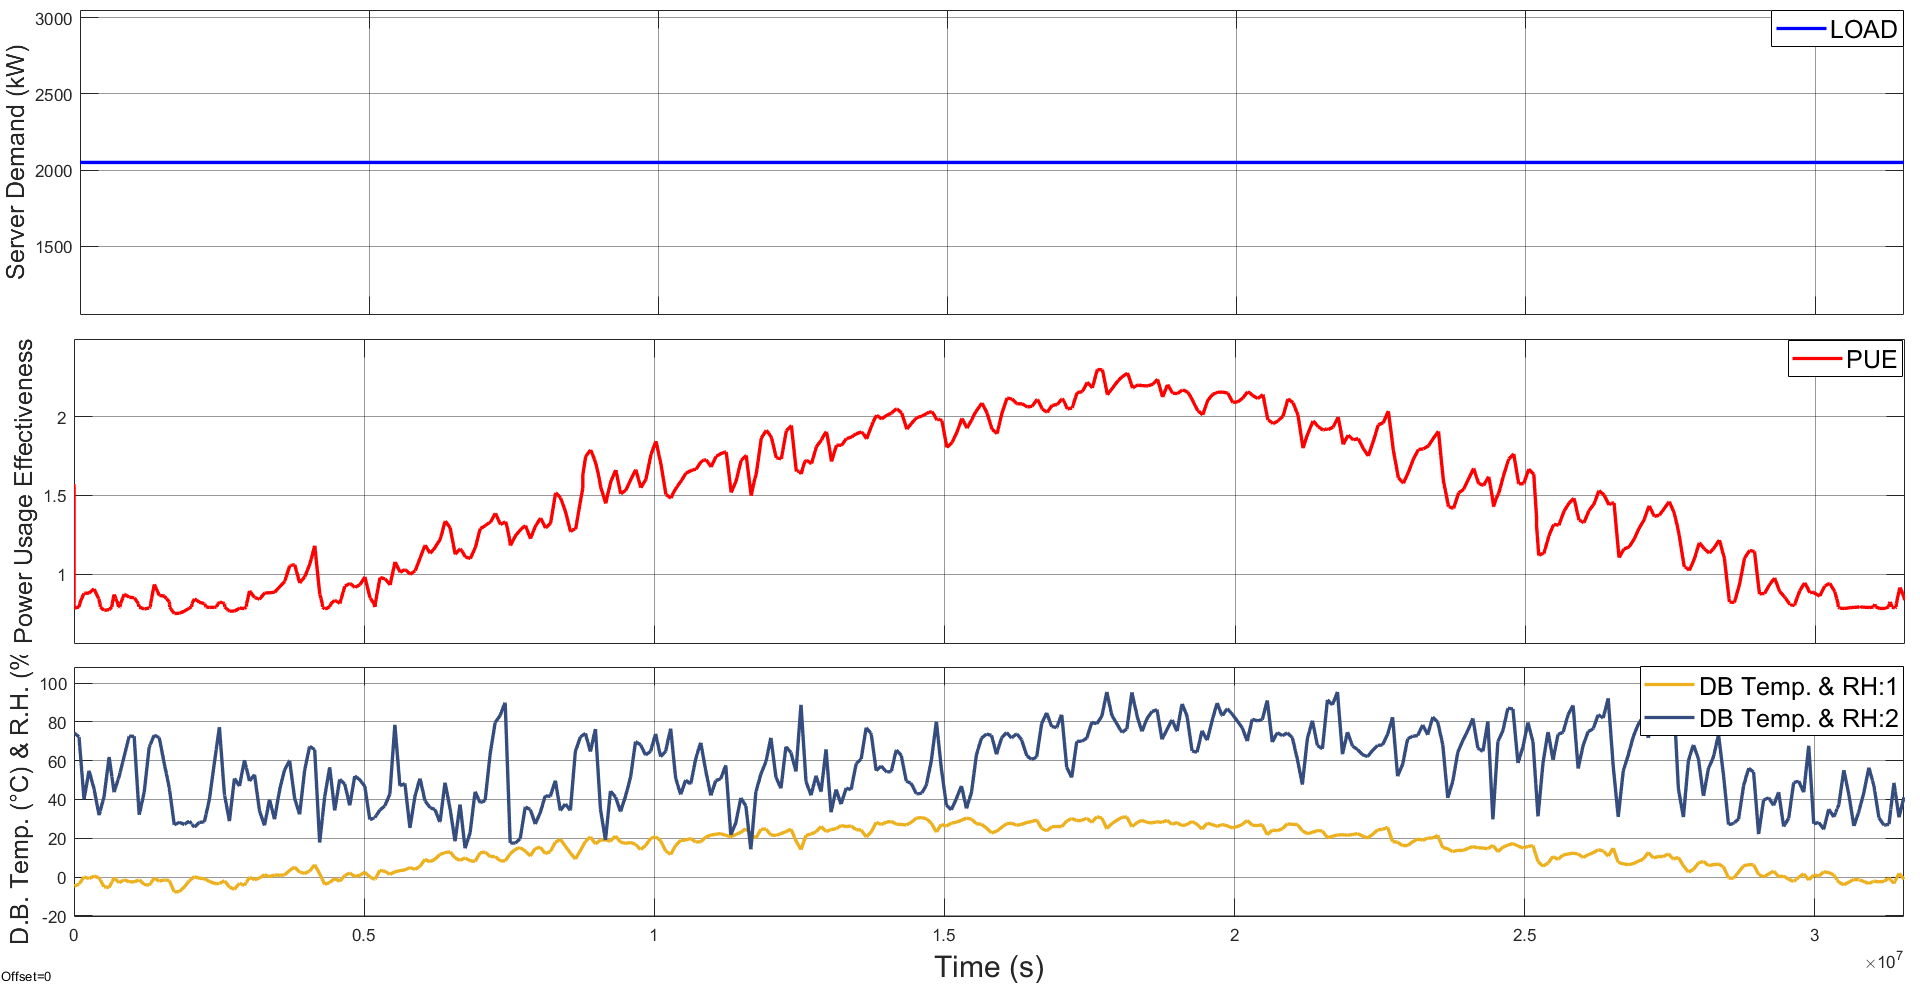 3000
2500
2000
1500
Server Demand (kW)
LOAD
2
1.5
1
Power Usage Effectiveness
PUE
100
80
60
40
20
0
-20
D.B. Temp. (°C) & R.H. (%
DB Temp. & RH:1
DB Temp. & RH:2
0 0.5 1 1.5 2 2.5 3
×10⁷
Time (s)
Offset=0